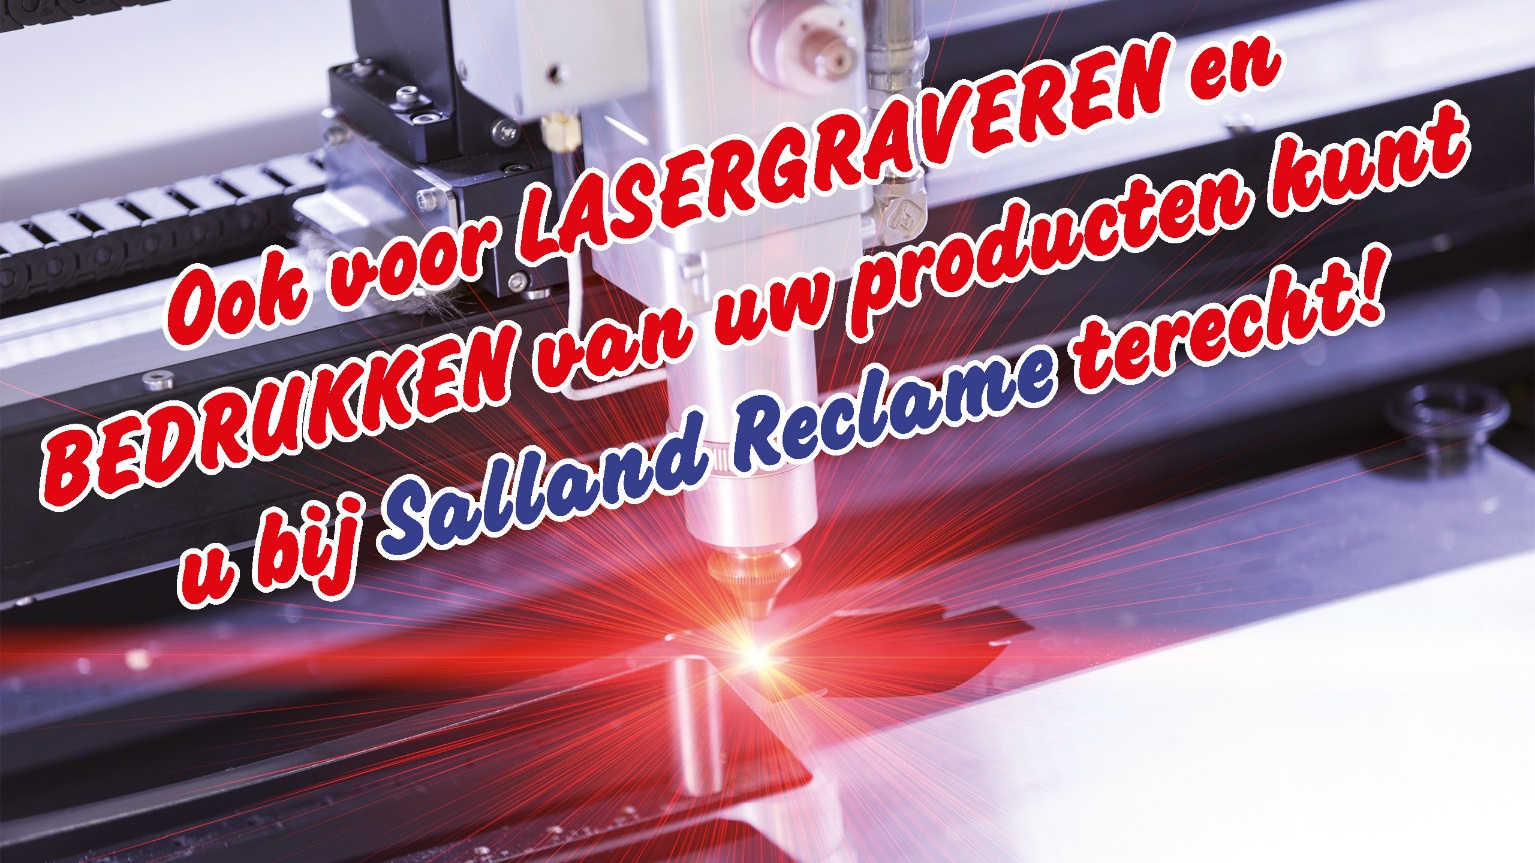 Ook voor LASERGRAVEREN en
BEDRUKKEN van uw producten kunt
u bij Salland Reclame terecht!